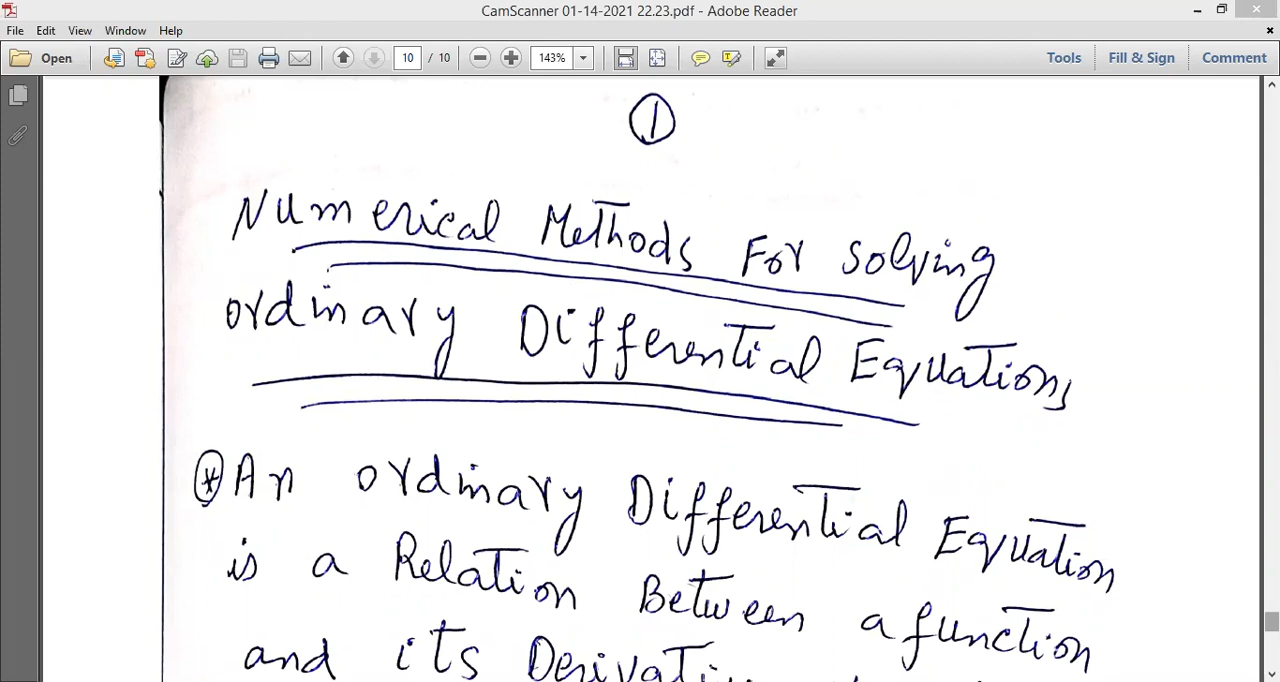 CamScanner 01-14-2021 22.23.pdf - Adobe Reader
File Edit View Window Help
Open 10 / 10 143% Tools Fill & Sign Comment
1
Numerical Methods For solving
ordinary Differential Equations
* An ordinary Differential Equation
is a Relation Between a function
and its